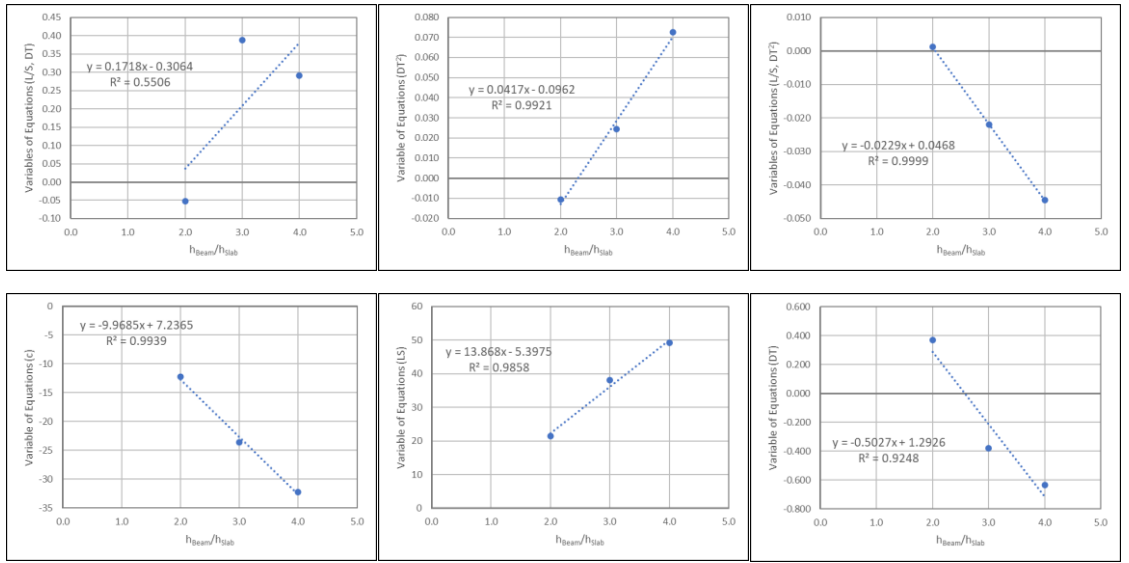 Variables of Equations (L/S, DT)
0.45
0.40
0.35
0.30
0.25
0.20
0.15
0.10
0.05
0.00
-0.05
-0.10
y = 0.1718x - 0.3064
R² = 0.5506
0.0 1.0 2.0 3.0 4.0 5.0
hBeam/hSlab
Variable of Equations (DT²)
0.080
0.070
0.060
0.050
0.040
0.030
0.020
0.010
0.000
-0.010
-0.020
y = 0.0417x - 0.0962
R² = 0.9921
0.0 1.0 2.0 3.0 4.0 5.0
hBeam/hSlab
Variables of Equations (L/S, DT²)
0.010
0.000
-0.010
-0.020
-0.030
-0.040
-0.050
y = -0.0229x + 0.0468
R² = 0.9999
0.0 1.0 2.0 3.0 4.0 5.0
hBeam/hSlab
Variable of Equations (c)
0
-5
-10
-15
-20
-25
-30
-35
y = -9.9685x + 7.2365
R² = 0.9939
0.0 1.0 2.0 3.0 4.0 5.0
hBeam/hSlab
Variable of Equations (LS)
60
50
40
30
20
10
0
y = 13.868x - 5.3975
R² = 0.9858
0.0 1.0 2.0 3.0 4.0 5.0
hBeam/hSlab
Variable of Equations (DT)
0.600
0.400
0.200
0.000
-0.200
-0.400
-0.600
-0.800
y = -0.5027x + 1.2926
R² = 0.9248
0.0 1.0 2.0 3.0 4.0 5.0
hBeam/hSlab